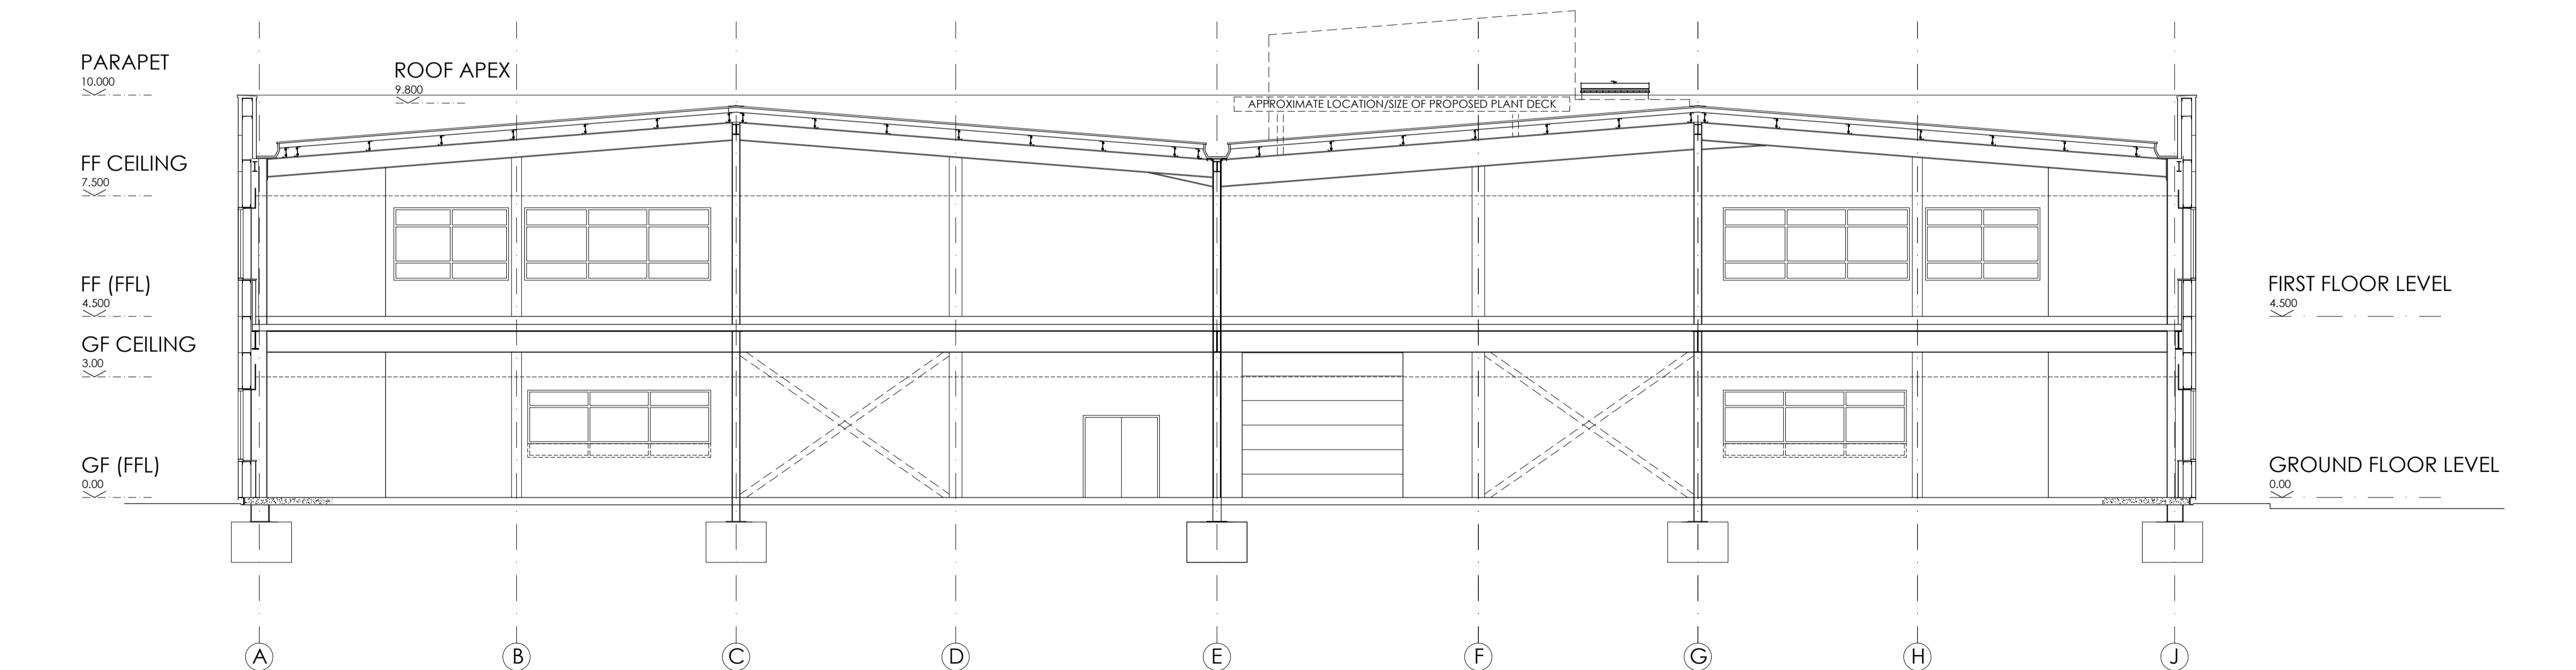 PARAPET
10.000
ROOF APEX
9.800
APPROXIMATE LOCATION/SIZE OF PROPOSED PLANT DECK
FF CEILING
7.500
FF (FFL)
4.500
FIRST FLOOR LEVEL
4.500
GF CEILING
3.00
GF (FFL)
0.00
GROUND FLOOR LEVEL
0.00
A B C D E F G H J